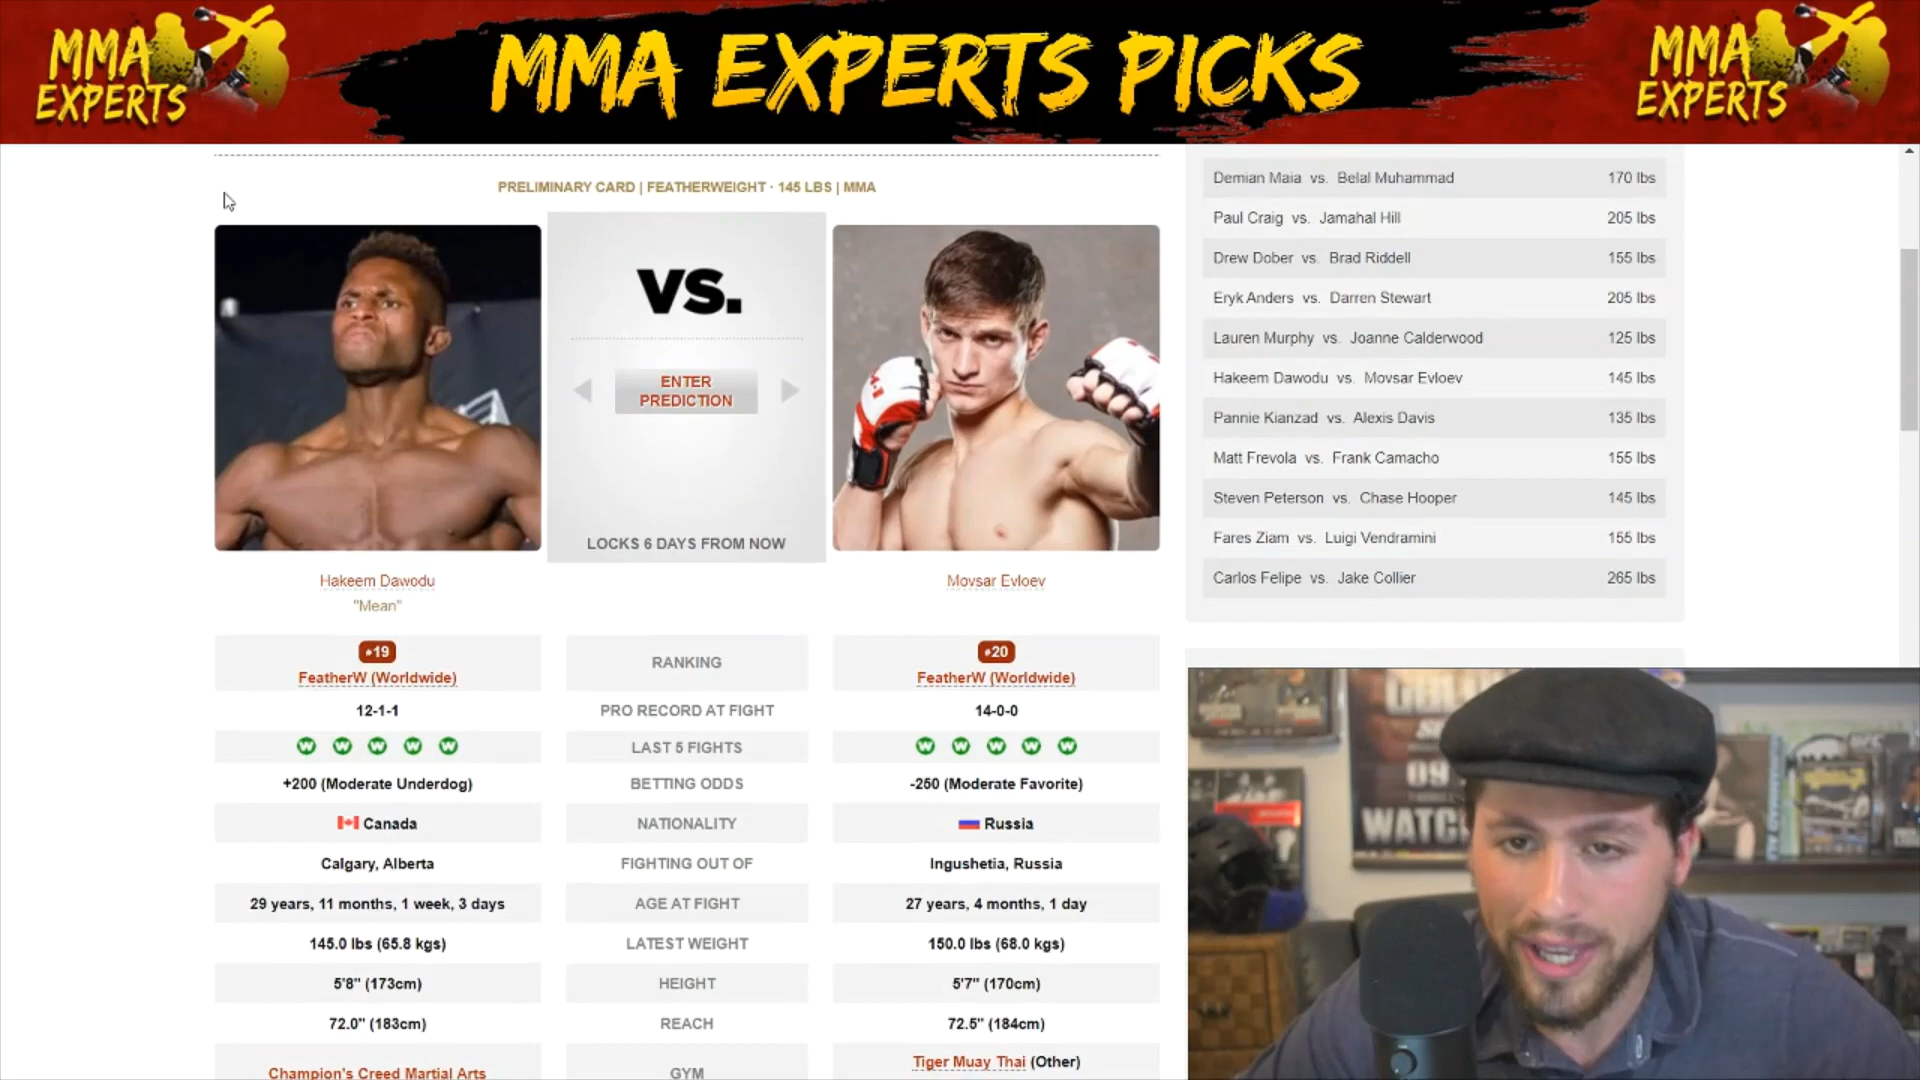 MMA EXPERTS
MMA EXPERTS PICKS
MMA EXPERTS
PRELIMINARY CARD | FEATHERWEIGHT · 145 LBS | MMA
VS.
ENTER PREDICTION
LOCKS 6 DAYS FROM NOW
Hakeem Dawodu
"Mean"
Movsar Evloev
#19 RANKING #20
FeatherW (Worldwide) FeatherW (Worldwide)
12-1-1 PRO RECORD AT FIGHT 14-0-0
W W W W W LAST 5 FIGHTS W W W W W
+200 (Moderate Underdog) BETTING ODDS -250 (Moderate Favorite)
Canada NATIONALITY Russia
Calgary, Alberta FIGHTING OUT OF Ingushetia, Russia
29 years, 11 months, 1 week, 3 days AGE AT FIGHT 27 years, 4 months, 1 day
145.0 lbs (65.8 kgs) LATEST WEIGHT 150.0 lbs (68.0 kgs)
5'8" (173cm) HEIGHT 5'7" (170cm)
72.0" (183cm) REACH 72.5" (184cm)
Champion's Creed Martial Arts GYM Tiger Muay Thai (Other)
Demian Maia vs. Belal Muhammad 170 lbs
Paul Craig vs. Jamahal Hill 205 lbs
Drew Dober vs. Brad Riddell 155 lbs
Eryk Anders vs. Darren Stewart 205 lbs
Lauren Murphy vs. Joanne Calderwood 125 lbs
Hakeem Dawodu vs. Movsar Evloev 145 lbs
Pannie Kianzad vs. Alexis Davis 135 lbs
Matt Frevola vs. Frank Camacho 155 lbs
Steven Peterson vs. Chase Hooper 145 lbs
Fares Ziam vs. Luigi Vendramini 155 lbs
Carlos Felipe vs. Jake Collier 265 lbs
09
WATC